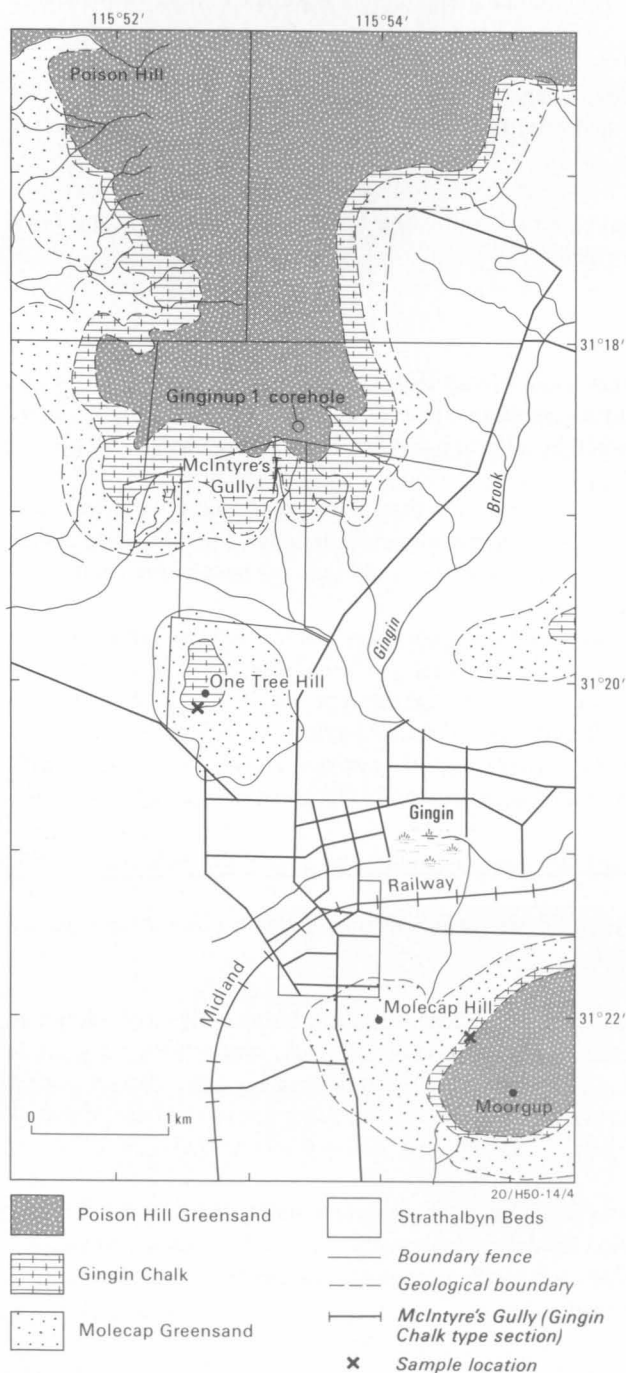 115°52′ 115°54′
Poison Hill
31°18′
Ginginup 1 corehole
McIntyre's
Gully
Brook
Gingin
31°20′
One Tree Hill
Gingin
Railway
Midland
31°22′
Molecap Hill
Moorgup
0 1 km
20/H50-14/4
Poison Hill Greensand
Gingin Chalk
Molecap Greensand
Strathalbyn Beds
Boundary fence
Geological boundary
McIntyre's Gully (Gingin
Chalk type section)
Sample location